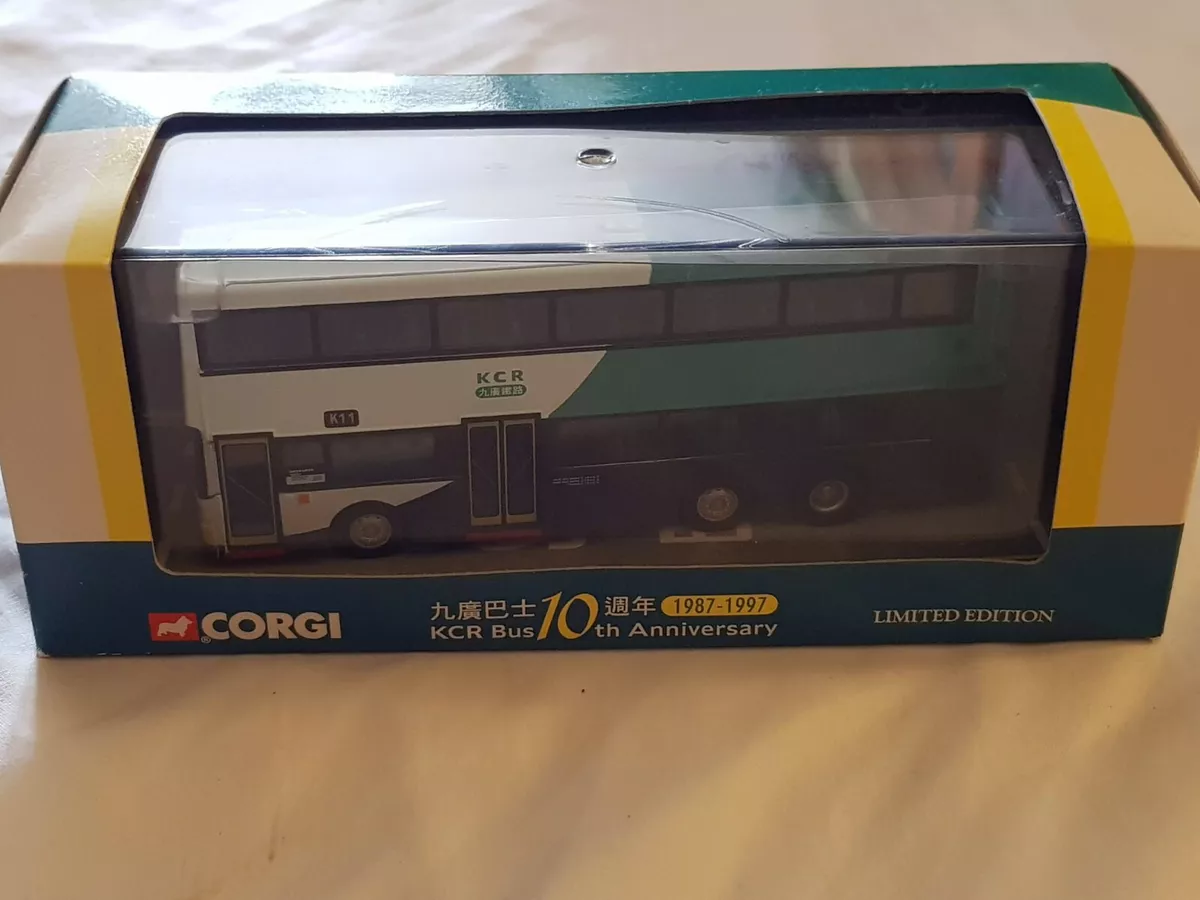 KCR
九廣鐵路
K11
CORGI®
九廣巴士10週年 1987-1997
KCR Bus 10th Anniversary
LIMITED EDITION